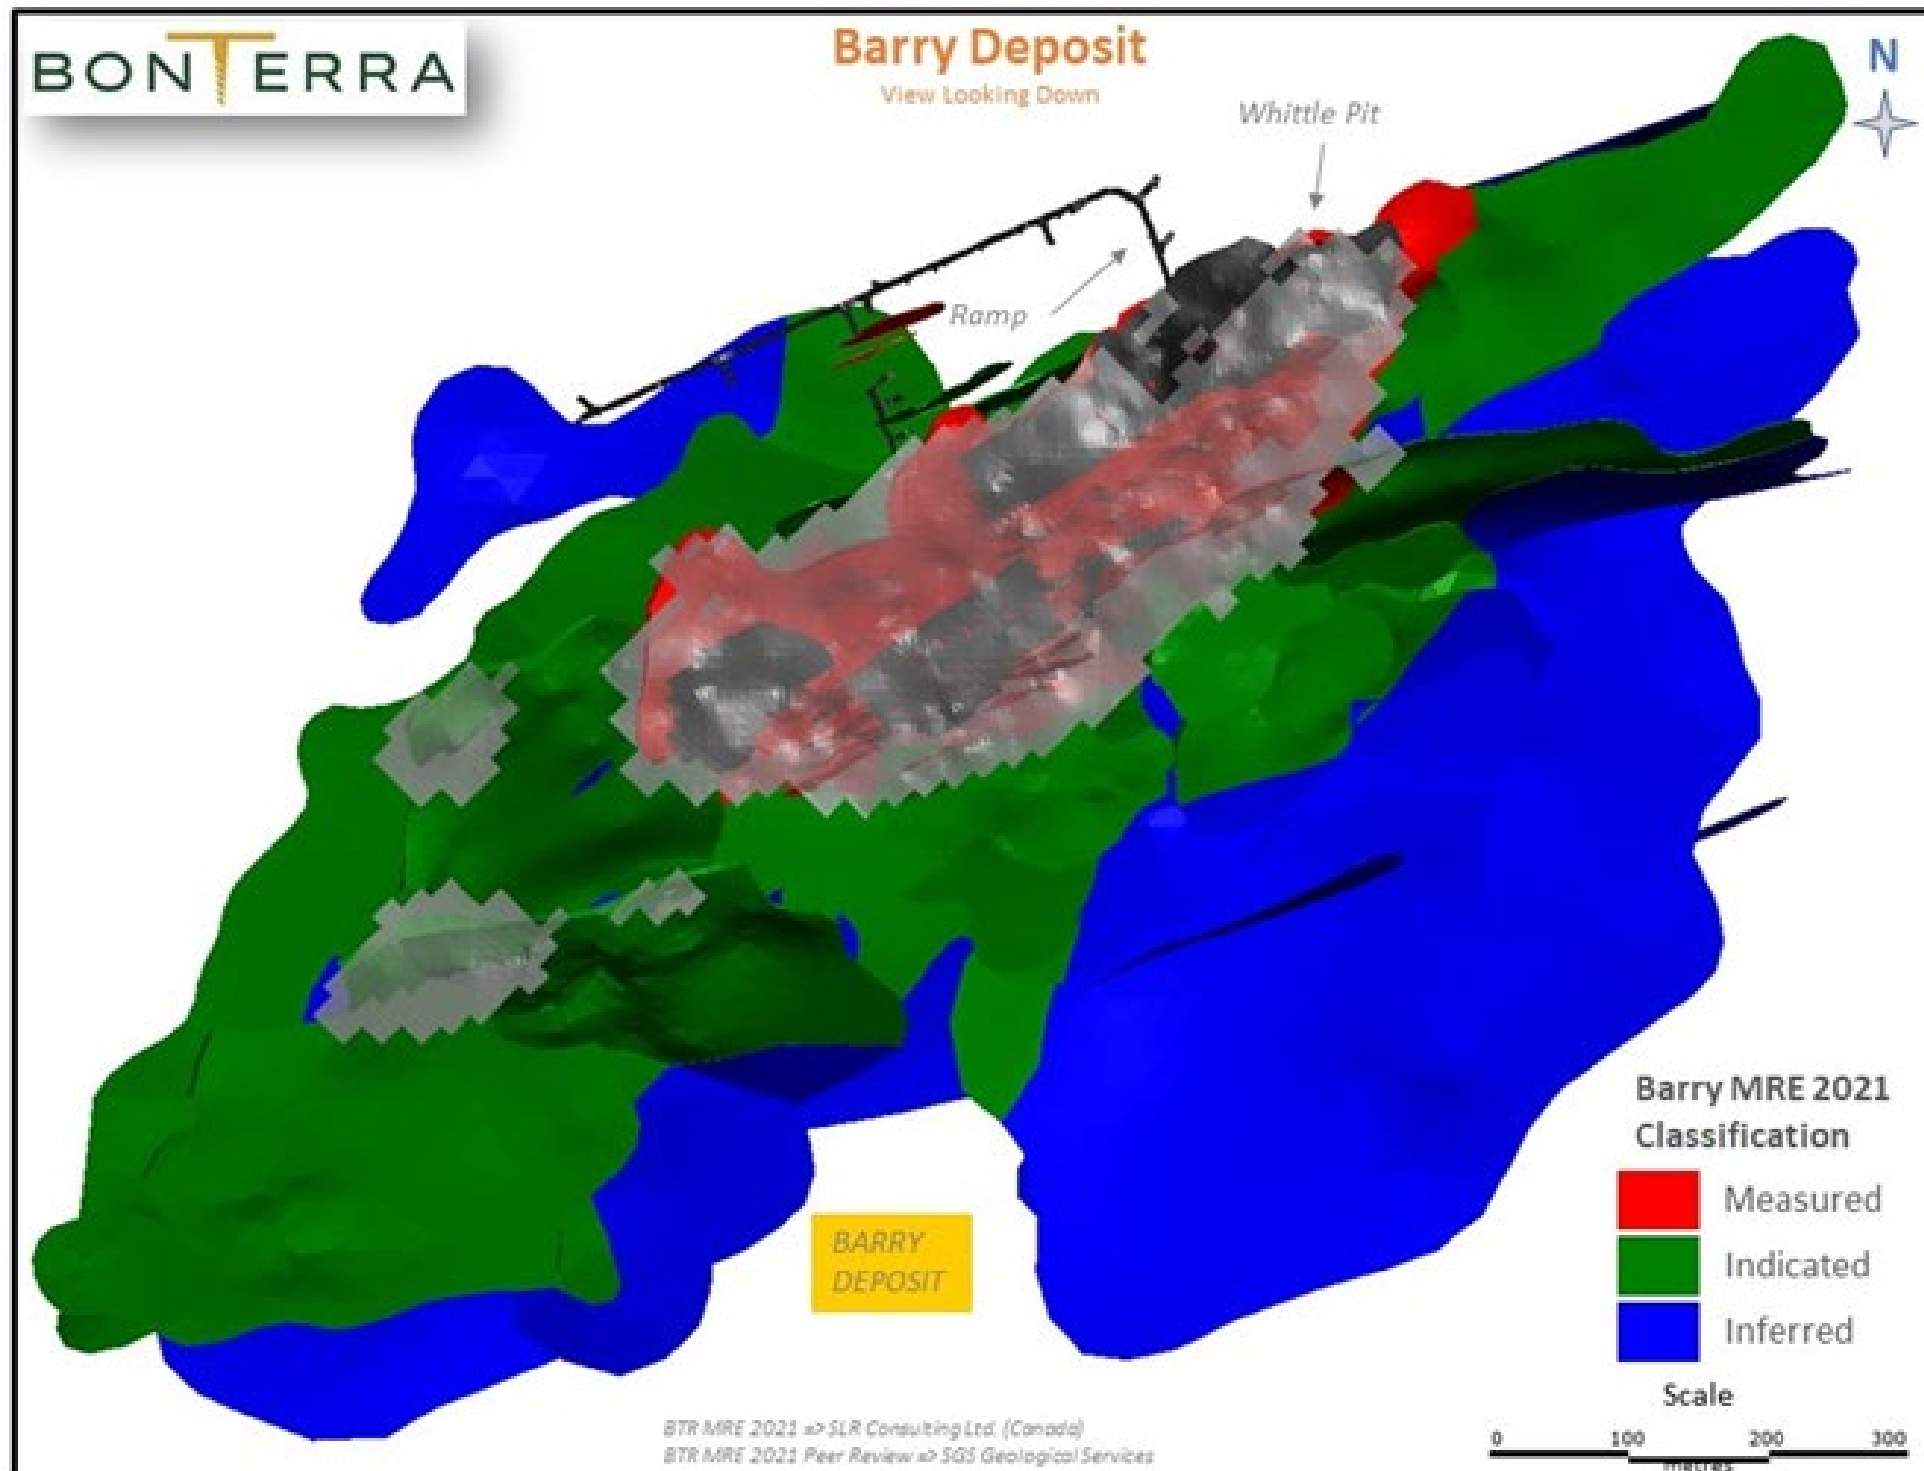 BONTERRA
Barry Deposit
View Looking Down
N
Whittle Pit
Ramp
Barry MRE 2021
Classification
Measured
Indicated
Inferred
BARRY
DEPOSIT
Scale
0 100 200 300
metres
BTR MRE 2021 => SLR Consulting Ltd. (Canada)
BTR MRE 2021 Peer Review => SGS Geological Services